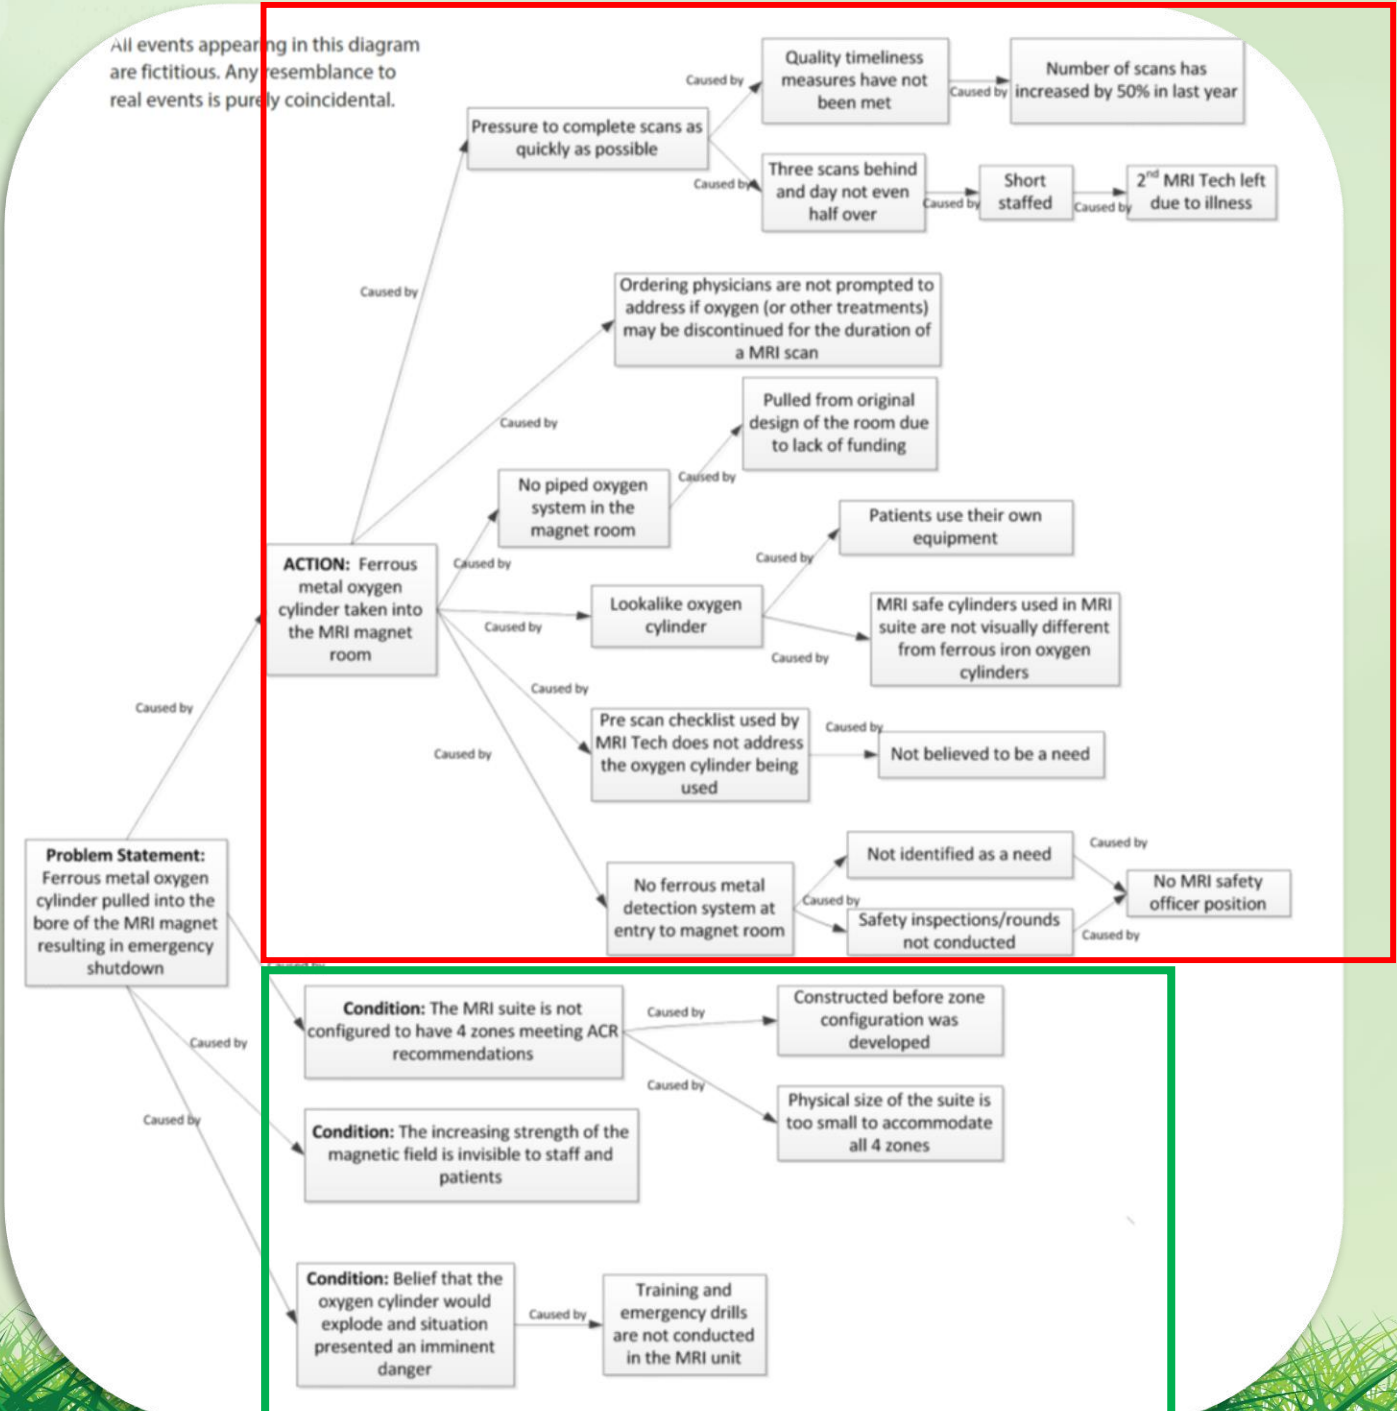 All events appearing in this diagram
are fictitious. Any resemblance to
real events is purely coincidental.
Quality timeliness
measures have not
been met
Caused by
Caused by
Number of scans has
increased by 50% in last year
Pressure to complete scans as
quickly as possible
Caused by
Three scans behind
and day not even
half over
Caused by
Short
staffed
Caused by
2nd MRI Tech left
due to illness
Caused by
Ordering physicians are not prompted to
address if oxygen (or other treatments)
may be discontinued for the duration of
a MRI scan
Caused by
Pulled from original
design of the room due
to lack of funding
Caused by
No piped oxygen
system in the
magnet room
Caused by
Patients use their own
equipment
Caused by
ACTION: Ferrous
metal oxygen
cylinder taken into
the MRI magnet
room
Caused by
Lookalike oxygen
cylinder
Caused by
MRI safe cylinders used in MRI
suite are not visually different
from ferrous iron oxygen
cylinders
Caused by
Caused by
Pre scan checklist used by
MRI Tech does not address
the oxygen cylinder being
used
Caused by
Not believed to be a need
Caused by
Problem Statement:
Ferrous metal oxygen
cylinder pulled into the
bore of the MRI magnet
resulting in emergency
shutdown
No ferrous metal
detection system at
entry to magnet room
Caused by
Not identified as a need
Caused by
Safety inspections/rounds
not conducted
Caused by
No MRI safety
officer position
Condition: The MRI suite is not
configured to have 4 zones meeting ACR
recommendations
Caused by
Constructed before zone
configuration was
developed
Caused by
Physical size of the suite is
too small to accommodate
all 4 zones
Caused by
Condition: The increasing strength of the
magnetic field is invisible to staff and
patients
Caused by
Condition: Belief that the
oxygen cylinder would
explode and situation
presented an imminent
danger
Caused by
Training and
emergency drills
are not conducted
in the MRI unit